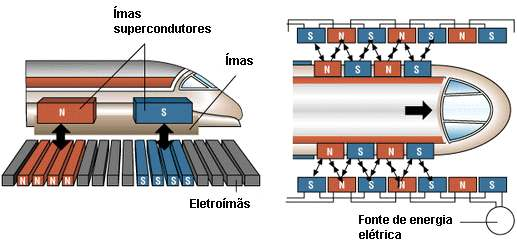 Ímas
supercondutores
Ímas
N
S
N N N N
S S S S
Eletroímãs
S N S N S N S
N S N S
N S N S
S N S N S N S
Fonte de energia
elétrica